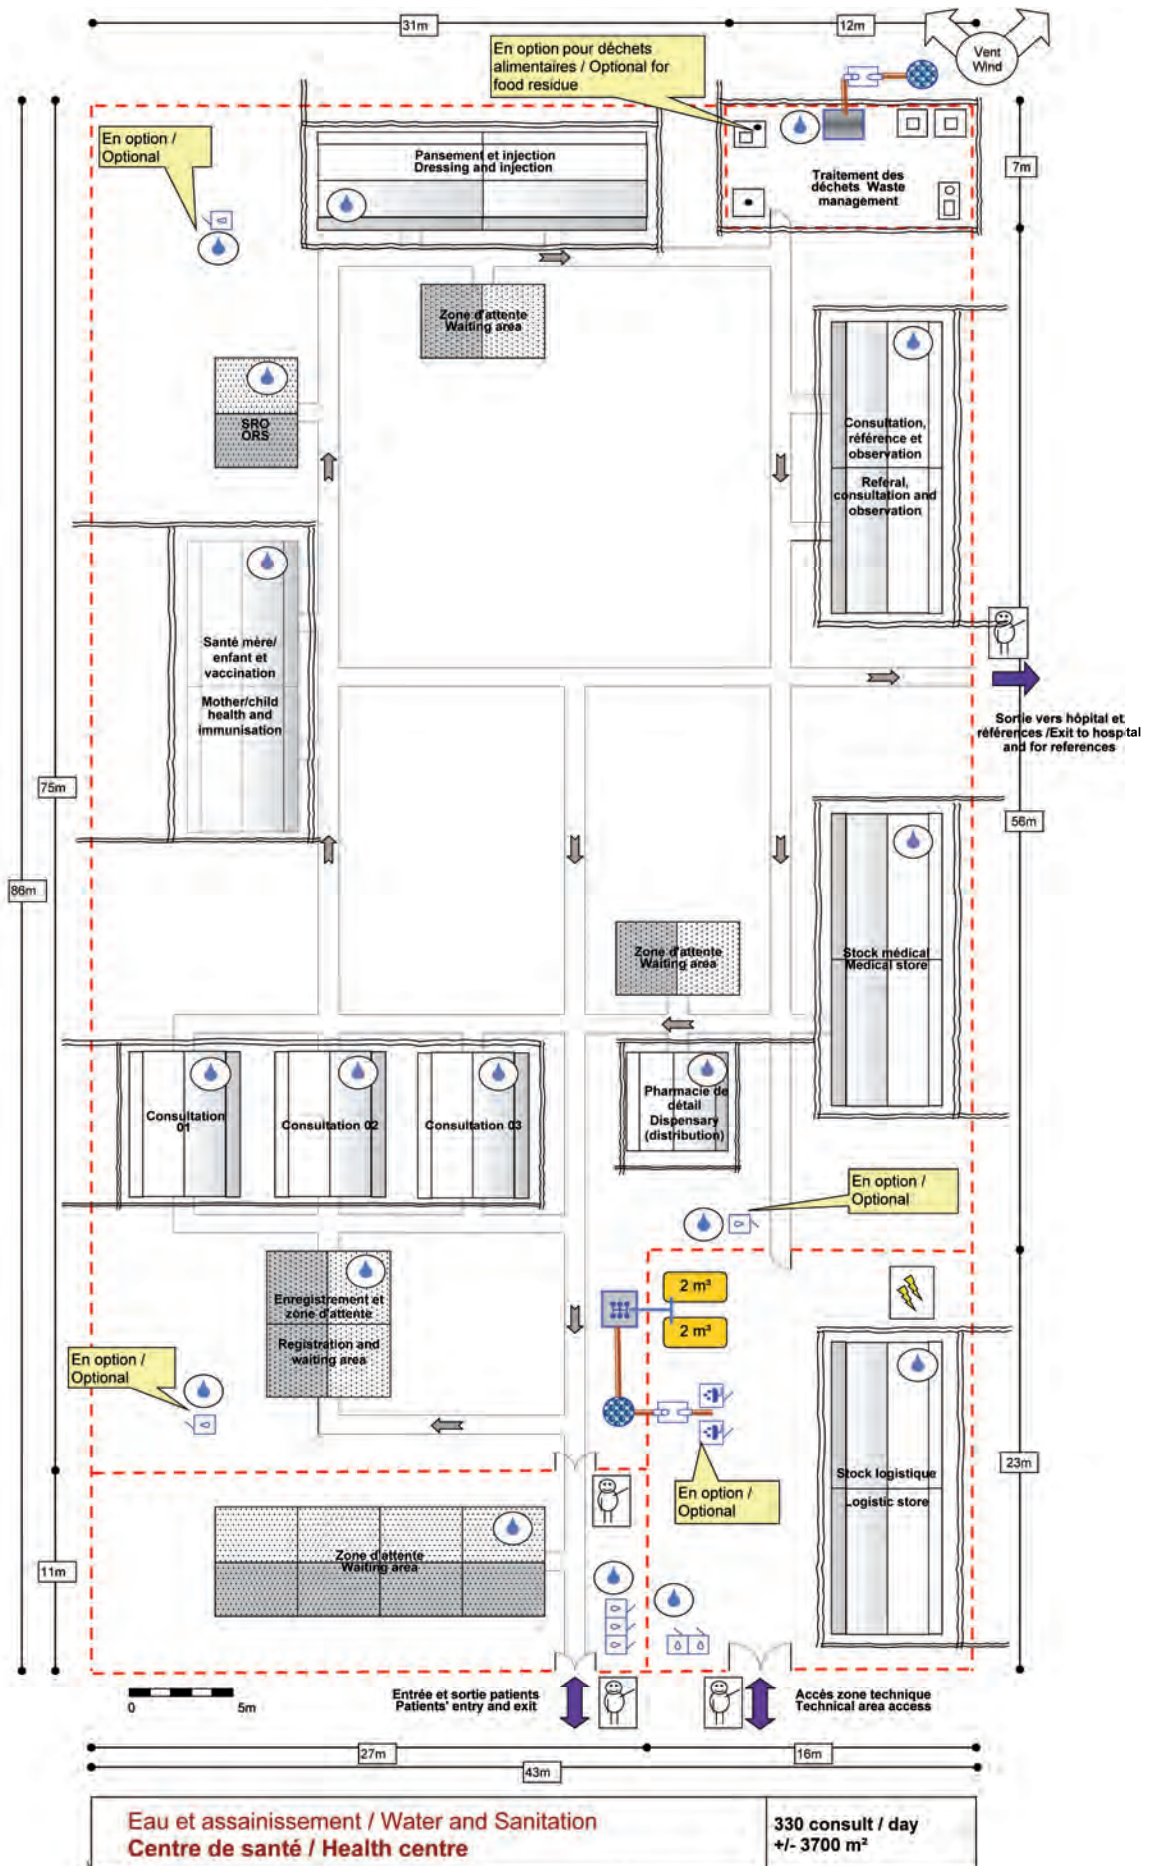 31m
12m
Vent
Wind
En option pour déchets
alimentaires / Optional for
food residue
En option /
Optional
Pansement et injection
Dressing and injection
Traitement des
déchets Waste
management
7m
Zone d'attente
Waiting area
SRO
ORS
Consultation,
référence et
observation
Referal,
consultation and
observation
Santé mère/
enfant et
vaccination
Mother/child
health and
immunisation
Sortie vers hôpital et
références /Exit to hospital
and for references
75m
56m
86m
Zone d'attente
Waiting area
Stock médical
Medical store
Consultation
01
Consultation 02
Consultation 03
Pharmacie de
détail
Dispensary
(distribution)
En option /
Optional
Enregistrement et
zone d'attente
Registration and
waiting area
2 m³
2 m³
En option /
Optional
En option /
Optional
23m
Stock logistique
Logistic store
Zone d'attente
Waiting area
11m
0
5m
Entrée et sortie patients
Patients' entry and exit
Accès zone technique
Technical area access
27m
16m
43m
Eau et assainissement / Water and Sanitation
Centre de santé / Health centre
330 consult / day
+/- 3700 m²